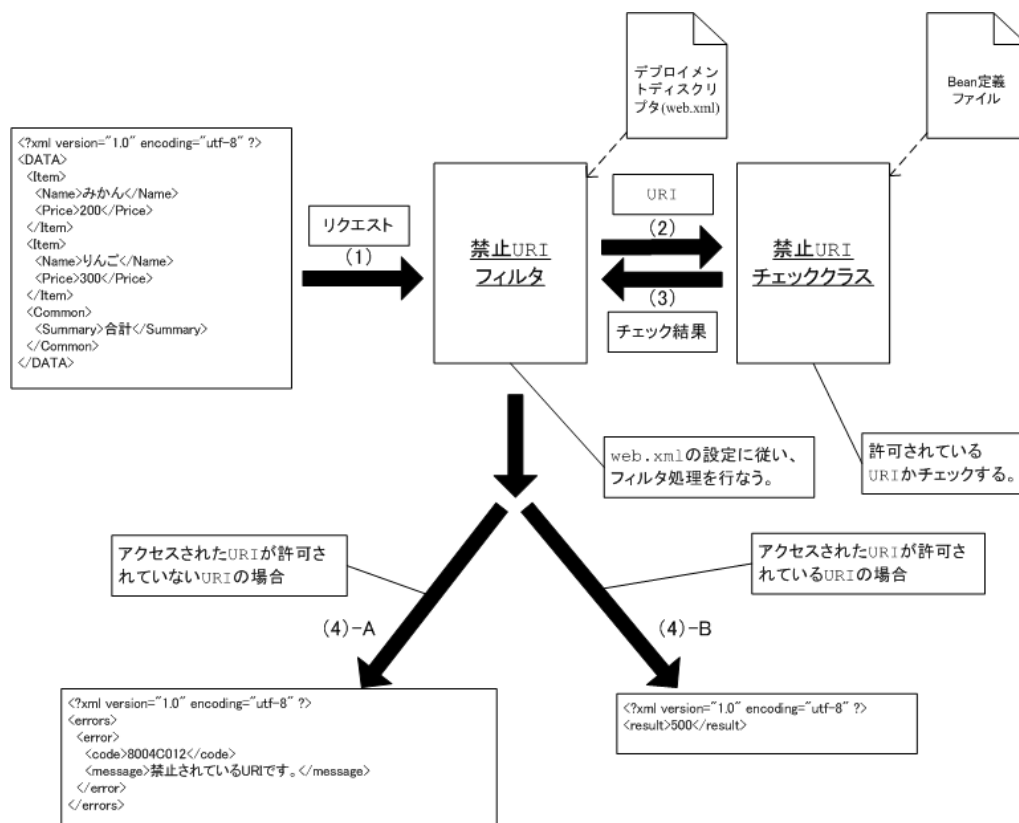 デプロイメン
トディスクリ
プタ(web.xml)
Bean定義
ファイル
<?xml version="1.0" encoding="utf-8" ?>
<DATA>
<Item>
<Name>みかん</Name>
<Price>200</Price>
</Item>
<Item>
<Name>りんご</Name>
<Price>300</Price>
</Item>
<Common>
<Summary>合計</Summary>
</Common>
</DATA>
リクエスト
(1)
禁止URI
フィルタ
URI
(2)
(3)
チェック結果
禁止URI
チェッククラス
web.xmlの設定に従い、
フィルタ処理を行なう。
許可されている
URIかチェックする。
アクセスされたURIが許可さ
れていないURIの場合
アクセスされたURIが許可さ
れているURIの場合
(4)-A
(4)-B
<?xml version="1.0" encoding="utf-8" ?>
<errors>
<error>
<code>8004C012</code>
<message>禁止されているURIです。</message>
</error>
</errors>
<?xml version="1.0" encoding="utf-8" ?>
<result>500</result>